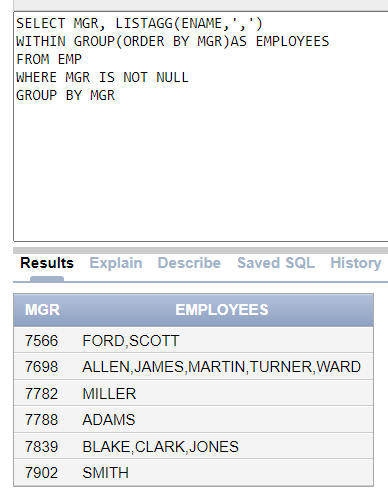 SELECT MGR, LISTAGG(ENAME,',')
WITHIN GROUP(ORDER BY MGR)AS EMPLOYEES
FROM EMP
WHERE MGR IS NOT NULL
GROUP BY MGR
Results Explain Describe Saved SQL History
MGR EMPLOYEES
7566 FORD,SCOTT
7698 ALLEN,JAMES,MARTIN,TURNER,WARD
7782 MILLER
7788 ADAMS
7839 BLAKE,CLARK,JONES
7902 SMITH